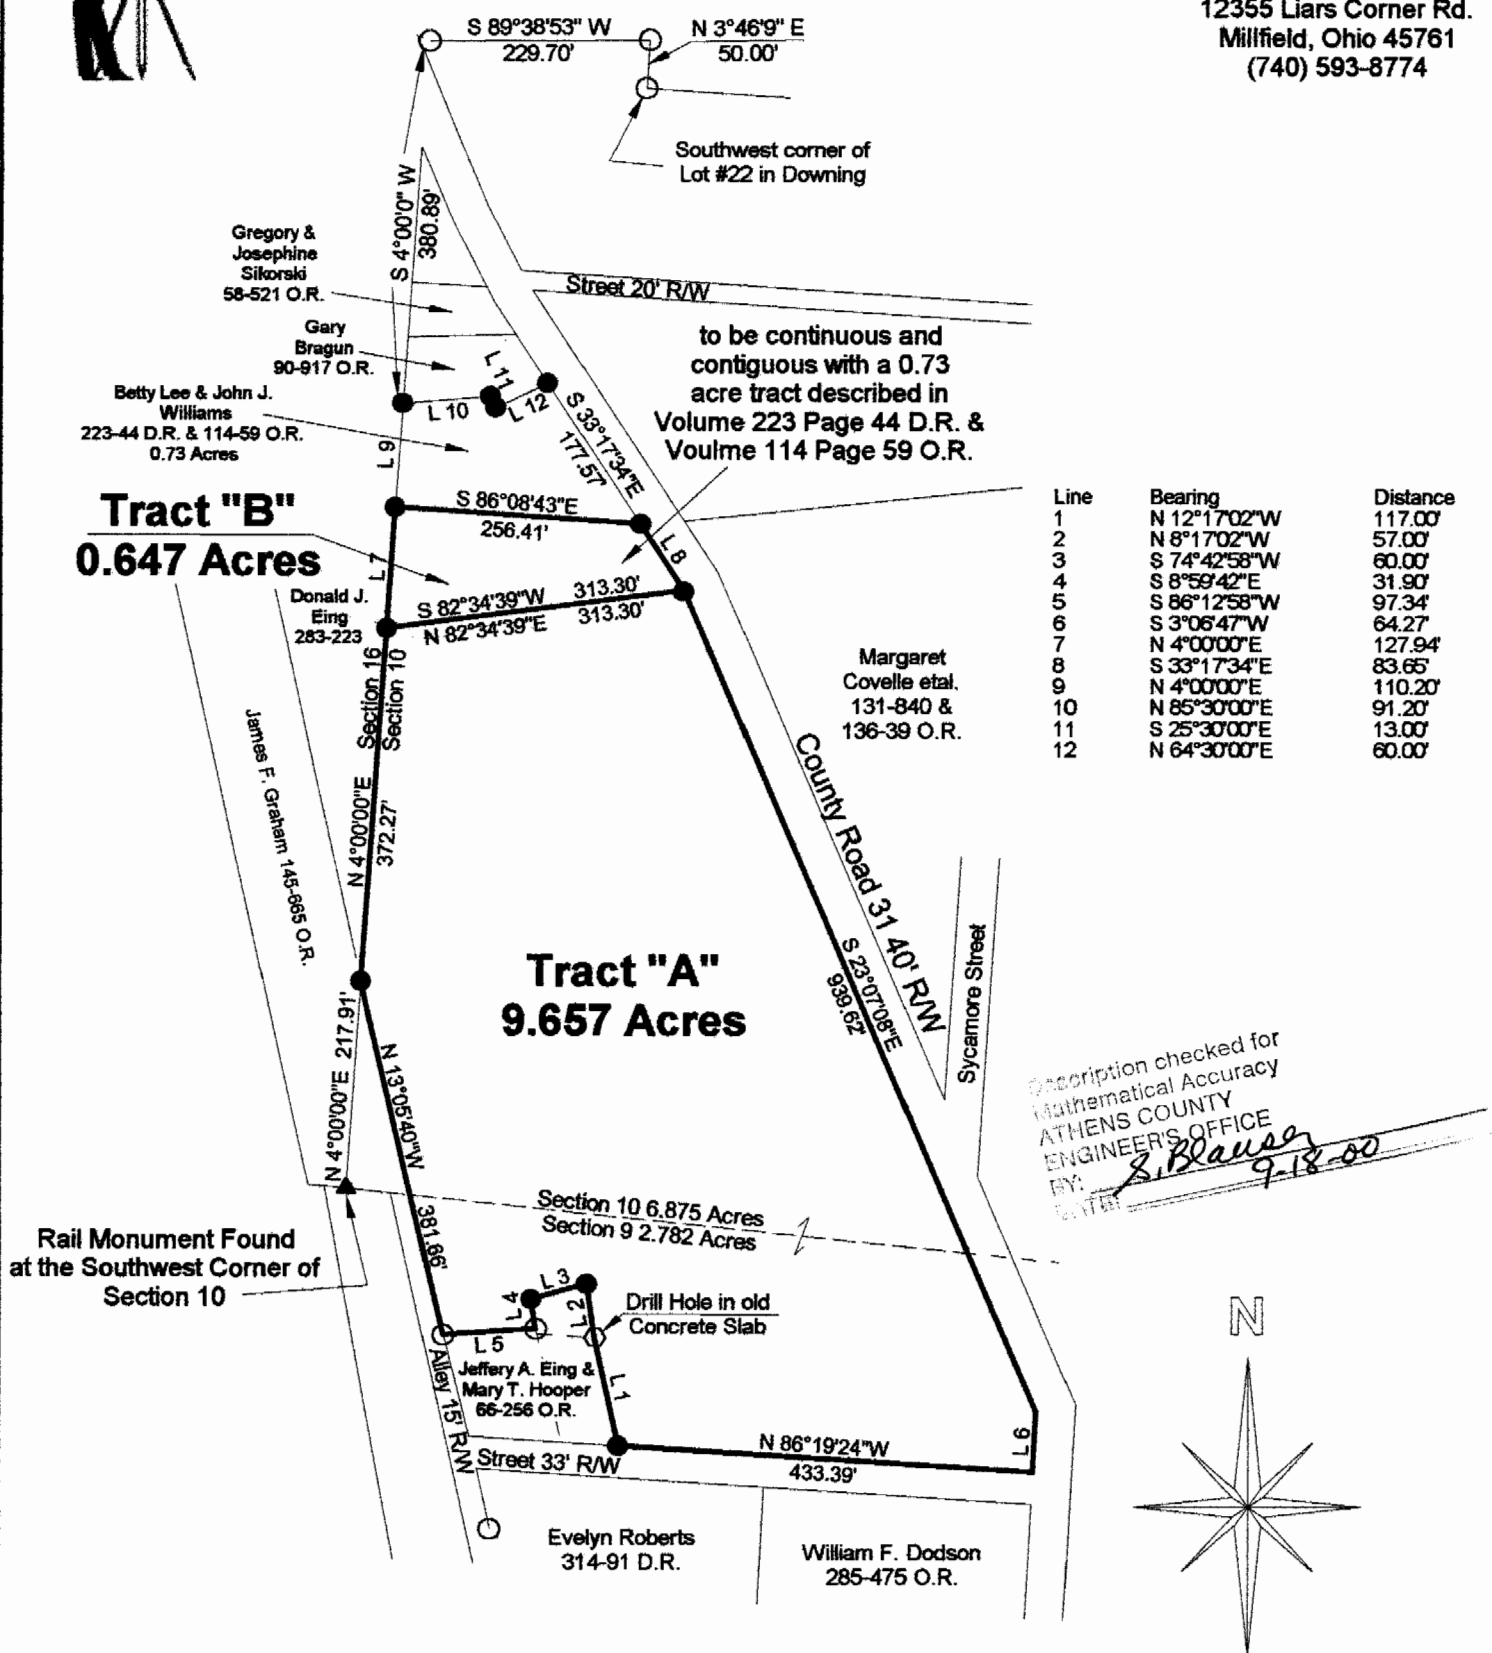 12355 Liars Corner Rd.
Millfield, Ohio 45761
(740) 593-8774
S 89°38'53" W
229.70'
N 3°46'9" E
50.00'
Southwest corner of
Lot #22 in Downing
S 4°00'0" W
380.89'
Gregory &
Josephine
Sikorski
58-521 O.R.
Street 20' R/W
Gary
Bragun
90-917 O.R.
to be continuous and
contiguous with a 0.73
acre tract described in
Volume 223 Page 44 D.R. &
Voulme 114 Page 59 O.R.
Betty Lee & John J.
Williams
223-44 D.R. & 114-59 O.R.
0.73 Acres
L 9
L 10
L 11
L 12
S 33°17'34"E
177.57'
Tract "B"
0.647 Acres
S 86°08'43"E
256.41'
L 7
L 8
Donald J.
Eing
283-223
S 82°34'39"W 313.30'
N 82°34'39"E 313.30'
Line Bearing Distance
1 N 12°17'02"W 117.00'
2 N 8°17'02"W 57.00'
3 S 74°42'58"W 60.00'
4 S 8°59'42"E 31.90'
5 S 86°12'58"W 97.34'
6 S 3°06'47"W 64.27'
7 N 4°00'00"E 127.94'
8 S 33°17'34"E 83.65'
9 N 4°00'00"E 110.20'
10 N 85°30'00"E 91.20'
11 S 25°30'00"E 13.00'
12 N 64°30'00"E 60.00'
Margaret
Covelle etal.
131-840 &
136-39 O.R.
Section 16
Section 10
James F. Graham 145-665 O.R.
N 4°00'00"E
372.27'
County Road 31 40' R/W
S 23°07'08"E
939.62'
Sycamore Street
Tract "A"
9.657 Acres
N 4°00'00"E 217.91'
N 13°05'40"W
381.66'
Description checked for
Mathematical Accuracy
ATHENS COUNTY
ENGINEER'S OFFICE
BY: S. Blauser
DATE: 9-18-00
Section 10 6.875 Acres
Section 9 2.782 Acres
Rail Monument Found
at the Southwest Corner of
Section 10
L 3
L 4
L 2
L 5
L 1
Drill Hole in old
Concrete Slab
Jeffery A. Eing &
Mary T. Hooper
66-256 O.R.
Alley 15' R/W
Street 33' R/W
N 86°19'24"W
433.39'
L 6
N
Evelyn Roberts
314-91 D.R.
William F. Dodson
285-475 O.R.